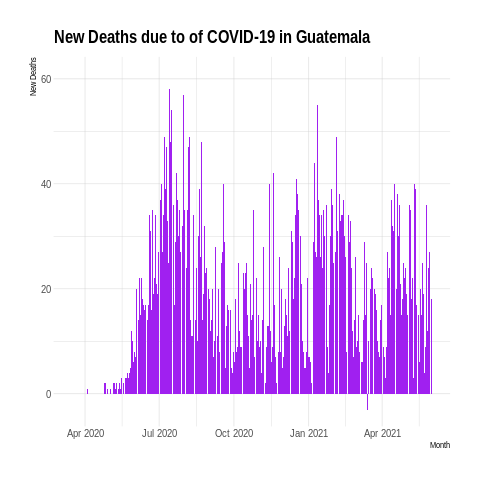 New Deaths due to of COVID-19 in Guatemala
New Deaths
60
40
20
0
Apr 2020 Jul 2020 Oct 2020 Jan 2021 Apr 2021
Month